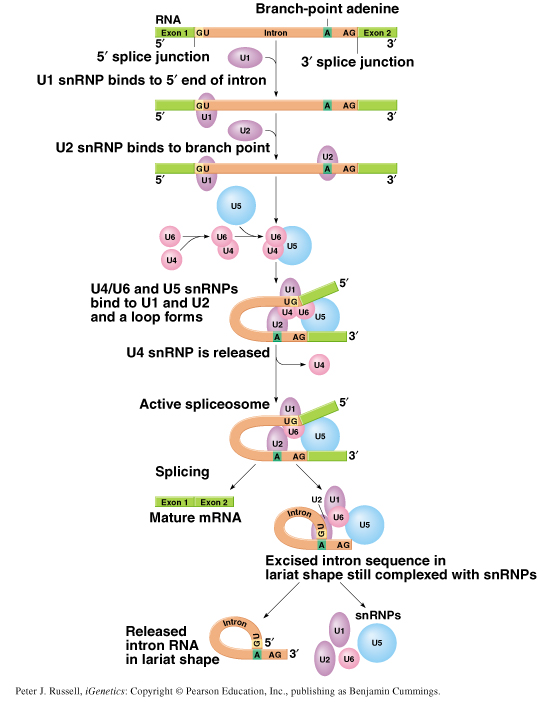 Branch-point adenine
RNA
Exon 1 GU Intron A AG Exon 2
5′ 3′
5′ splice junction U1 3′ splice junction
U1 snRNP binds to 5′ end of intron
GU A AG
5′ U1 3′
U2
U2 snRNP binds to branch point
U2
GU A AG
5′ U1 3′
U5
U6 U6 U6
U4 U4 U4 U5
U4/U6 and U5 snRNPs
bind to U1 and U2
and a loop forms
U1 5′
UG
U4 U6 U5
U2
A AG 3′
U4 snRNP is released
U4
Active spliceosome
U1 5′
UG
U6 U5
U2
A AG 3′
Splicing
Exon 1 Exon 2
Mature mRNA
U2 U1
Intron U6 U5
GU
A AG
Excised intron sequence in
lariat shape still complexed with snRNPs
Released
intron RNA
in lariat shape
Intron
GU 5′
A AG 3′
snRNPs
U1 U5
U2 U6
Peter J. Russell, iGenetics: Copyright © Pearson Education, Inc., publishing as Benjamin Cummings.